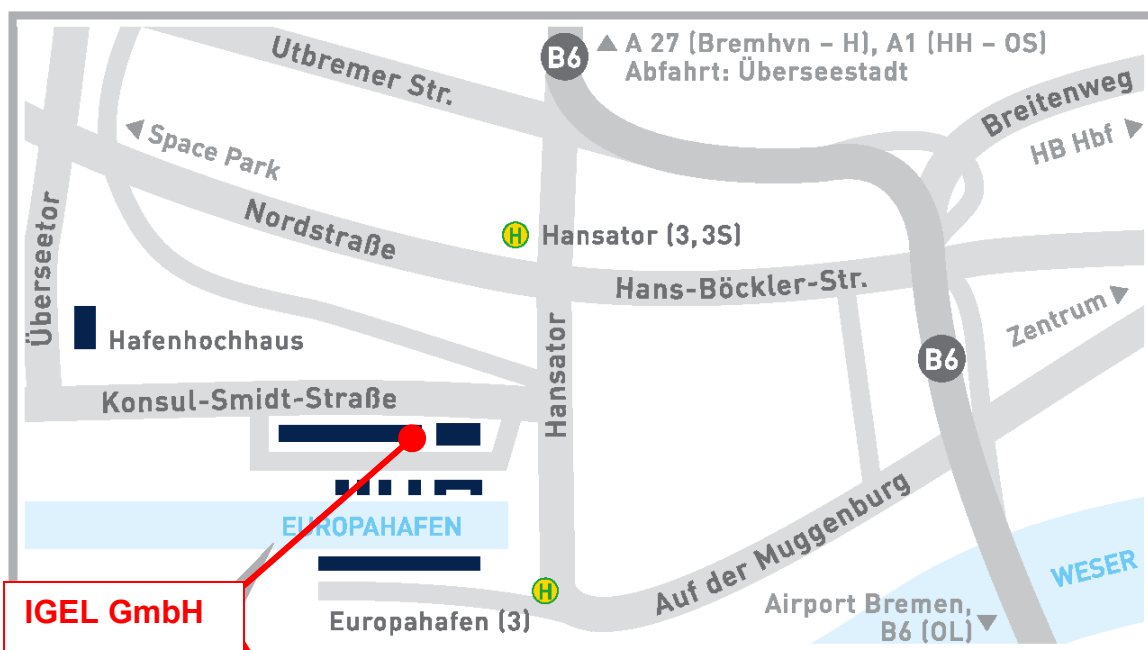 Utbremer Str.
B6
A 27 (Bremhvn – H), A1 (HH – OS)
Abfahrt: Überseestadt
Breitenweg
HB Hbf
Space Park
Nordstraße
H Hansator (3,3S)
Hans-Böckler-Str.
Überseetor
Zentrum
Hafenhochhaus
B6
Hansator
Konsul-Smidt-Straße
EUROPAHAFEN
Auf der Muggenburg
WESER
IGEL GmbH
H
Europahafen (3)
Airport Bremen,
B6 (OL)